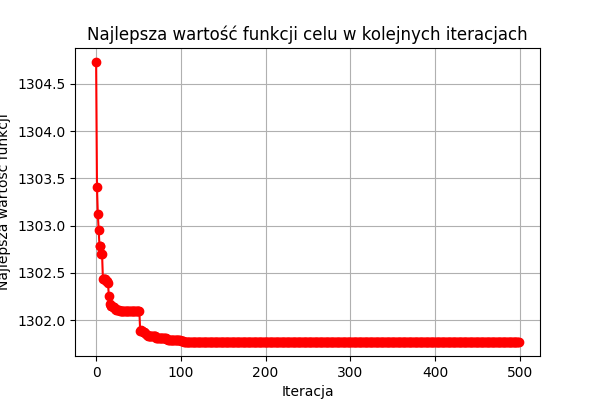 Najlepsza wartość funkcji celu w kolejnych iteracjach
Najlepsza wartość funkcji
1304.5
1304.0
1303.5
1303.0
1302.5
1302.0
0 100 200 300 400 500
Iteracja